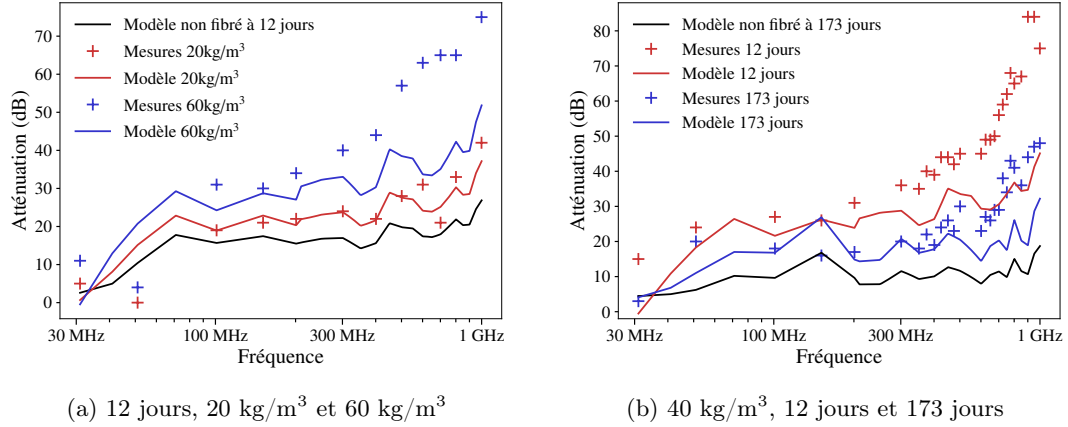 Modèle non fibré à 12 jours
Mesures 20kg/m³
Modèle 20kg/m³
Mesures 60kg/m³
Modèle 60kg/m³
Atténuation (dB)
70
60
50
40
30
20
10
0
30 MHz
100 MHz
300 MHz
1 GHz
Fréquence
(a) 12 jours, 20 kg/m³ et 60 kg/m³
Modèle non fibré à 173 jours
Mesures 12 jours
Modèle 12 jours
Mesures 173 jours
Modèle 173 jours
Atténuation (dB)
80
70
60
50
40
30
20
10
0
30 MHz
100 MHz
300 MHz
1 GHz
Fréquence
(b) 40 kg/m³, 12 jours et 173 jours